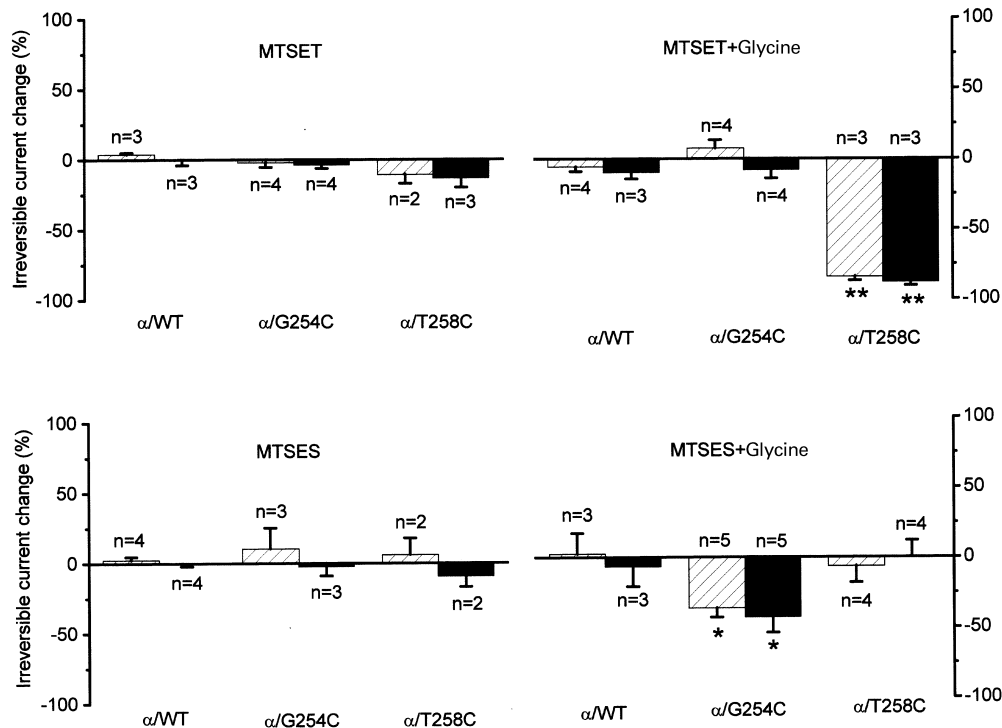 Irreversible current change (%)
100
50
0
-50
-100
MTSET
n=3
n=3
n=4
n=4
n=2
n=3
α/WT
α/G254C
α/T258C
MTSET+Glycine
n=4
n=3
n=4
n=4
n=3
n=3
**
**
α/WT
α/G254C
α/T258C
100
50
0
-50
-100
Irreversible current change (%)
100
50
0
-50
-100
MTSES
n=4
n=4
n=3
n=3
n=2
n=2
α/WT
α/G254C
α/T258C
MTSES+Glycine
n=3
n=3
n=5
n=5
*
*
n=4
n=4
α/WT
α/G254C
α/T258C
100
50
0
-50
-100